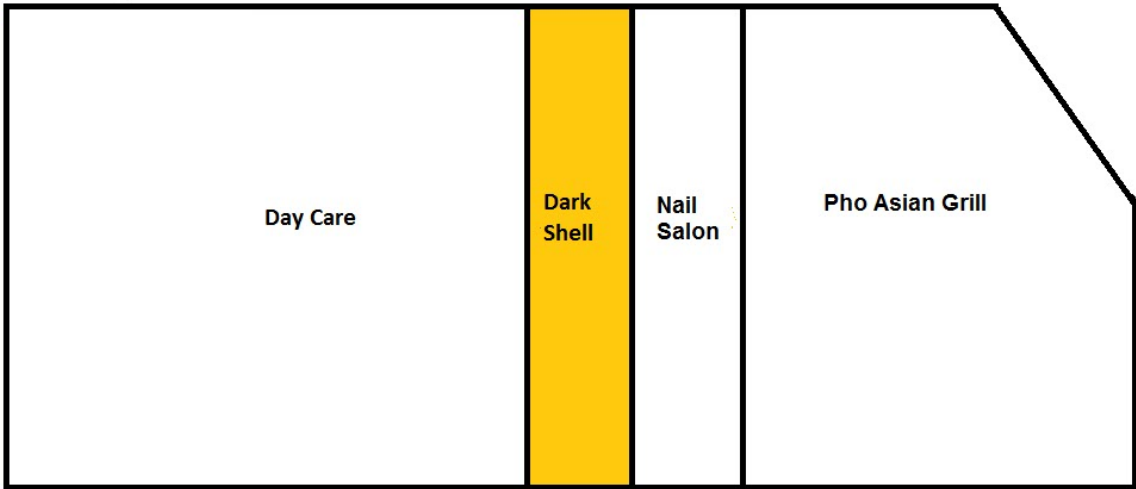 Day Care
Dark
Shell
Nail
Salon
Pho Asian Grill